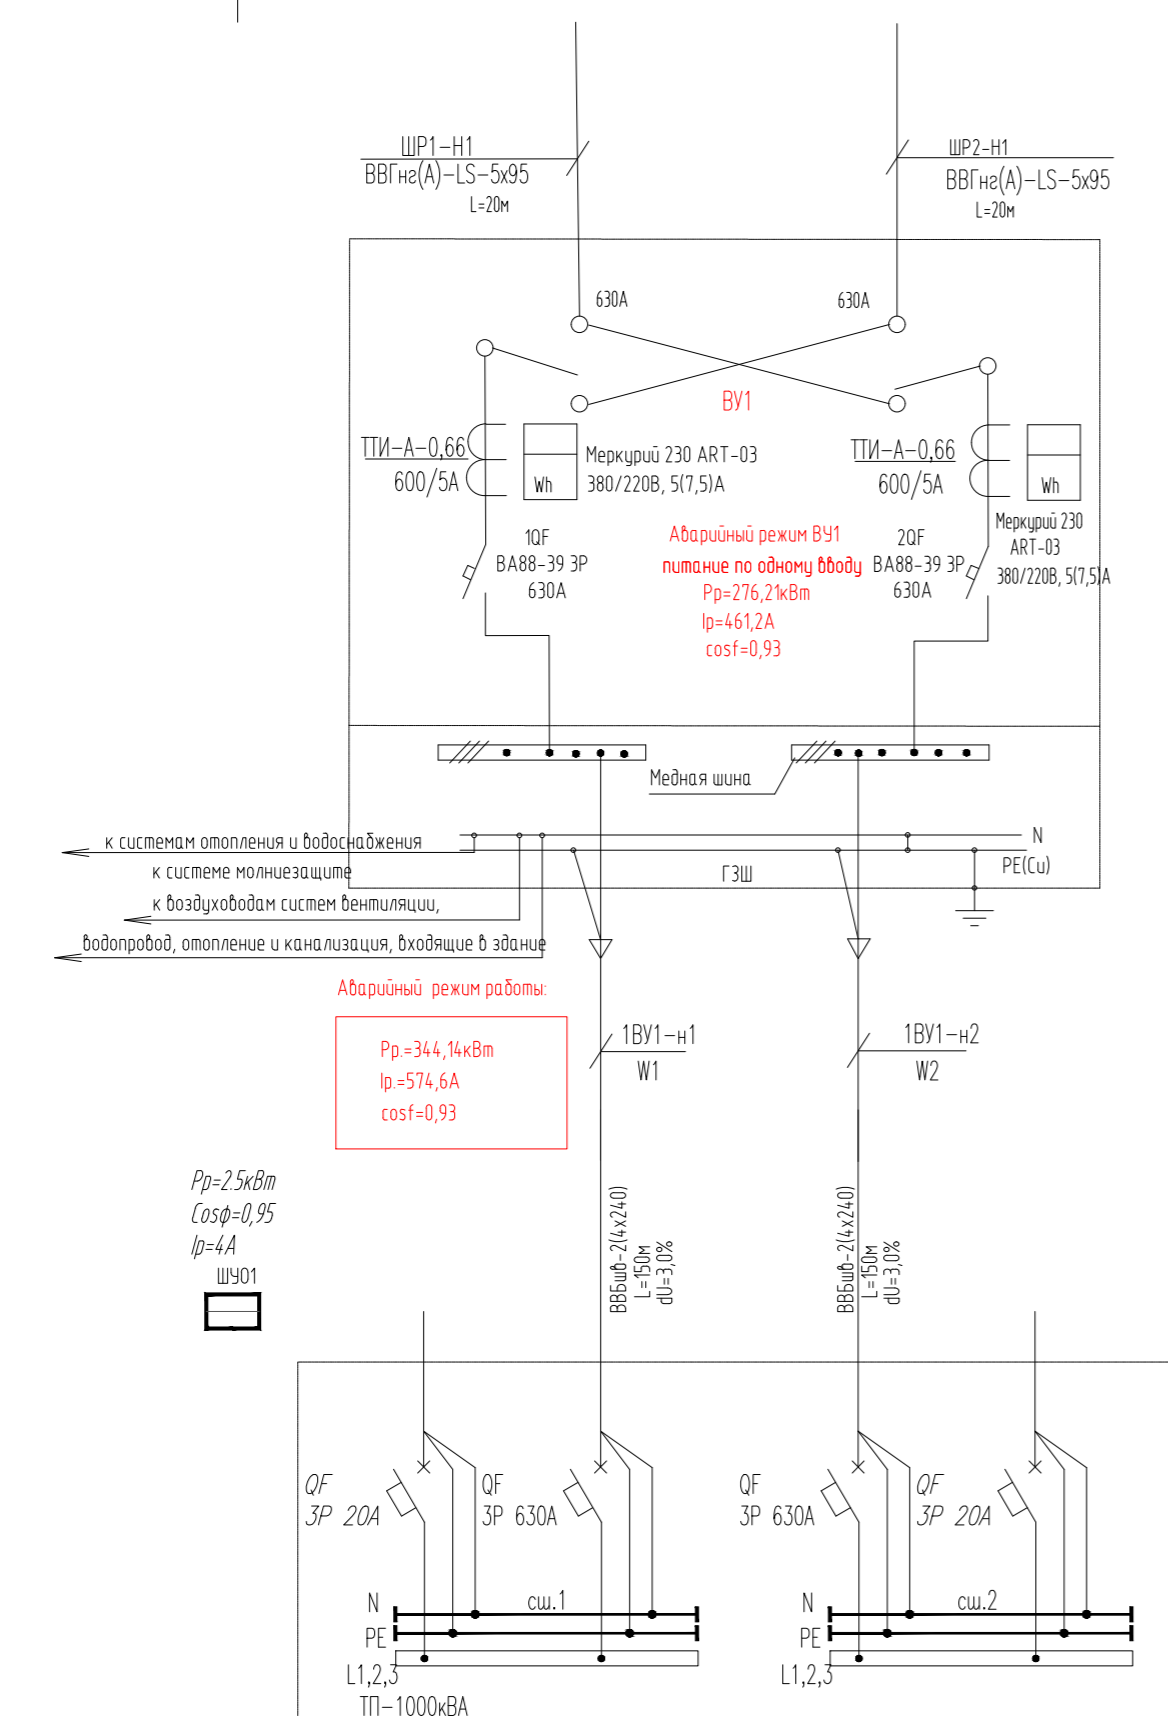 ШР1-Н1
ВВГнг(А)-LS-5х95
L=20м
ШР2-Н1
ВВГнг(А)-LS-5х95
L=20м
630А
630А
ВУ1
ТТИ-А-0,66
600/5А
Wh
Меркурий 230 ART-03
380/220В, 5(7,5)А
ТТИ-А-0,66
600/5А
Wh
Меркурий 230
ART-03
380/220В, 5(7,5)А
1QF
ВА88-39 3Р
630А
Аварийный режим ВУ1
питание по одному вводу
Рр=276,21кВт
Iр=461,2А
cosf=0,93
2QF
ВА88-39 3Р
630А
Медная шина
к системам отопления и водоснабжения
к системе молниезащите
к воздуховодам систем вентиляции,
водопровод, отопление и канализация, входящие в здание
N
PE(Cu)
ГЗШ
Аварийный режим работы:
Рр.=344,14кВт
Iр.=574,6А
cosf=0,93
1ВУ1-н1
W1
1ВУ1-н2
W2
Рр=2.5кВт
Cosϕ=0,95
Iр=4А
ШУО1
ВВБшв-2(4х240)
L=150м
dU=3,0%
ВВБшв-2(4х240)
L=150м
dU=3,0%
QF
3Р 20А
QF
3Р 630А
QF
3Р 630А
QF
3Р 20А
N
сш.1
PE
L1,2,3
N
сш.2
PE
L1,2,3
ТП-1000кВА